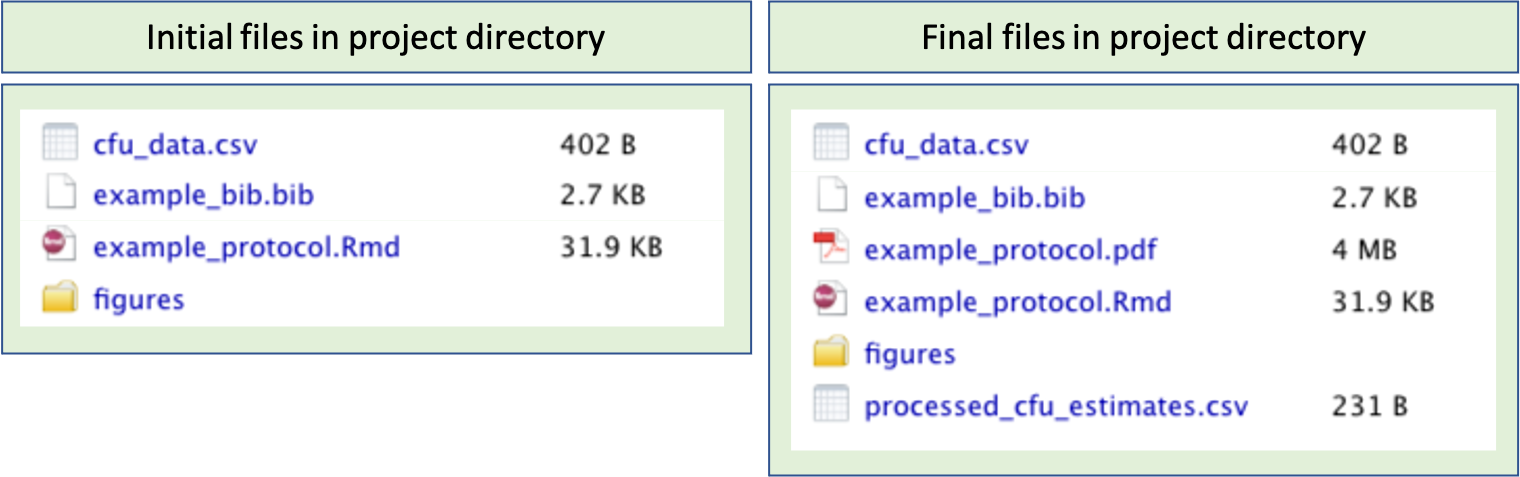 Initial files in project directory
cfu_data.csv 402 B
example_bib.bib 2.7 KB
example_protocol.Rmd 31.9 KB
figures
Final files in project directory
cfu_data.csv 402 B
example_bib.bib 2.7 KB
example_protocol.pdf 4 MB
example_protocol.Rmd 31.9 KB
figures
processed_cfu_estimates.csv 231 B